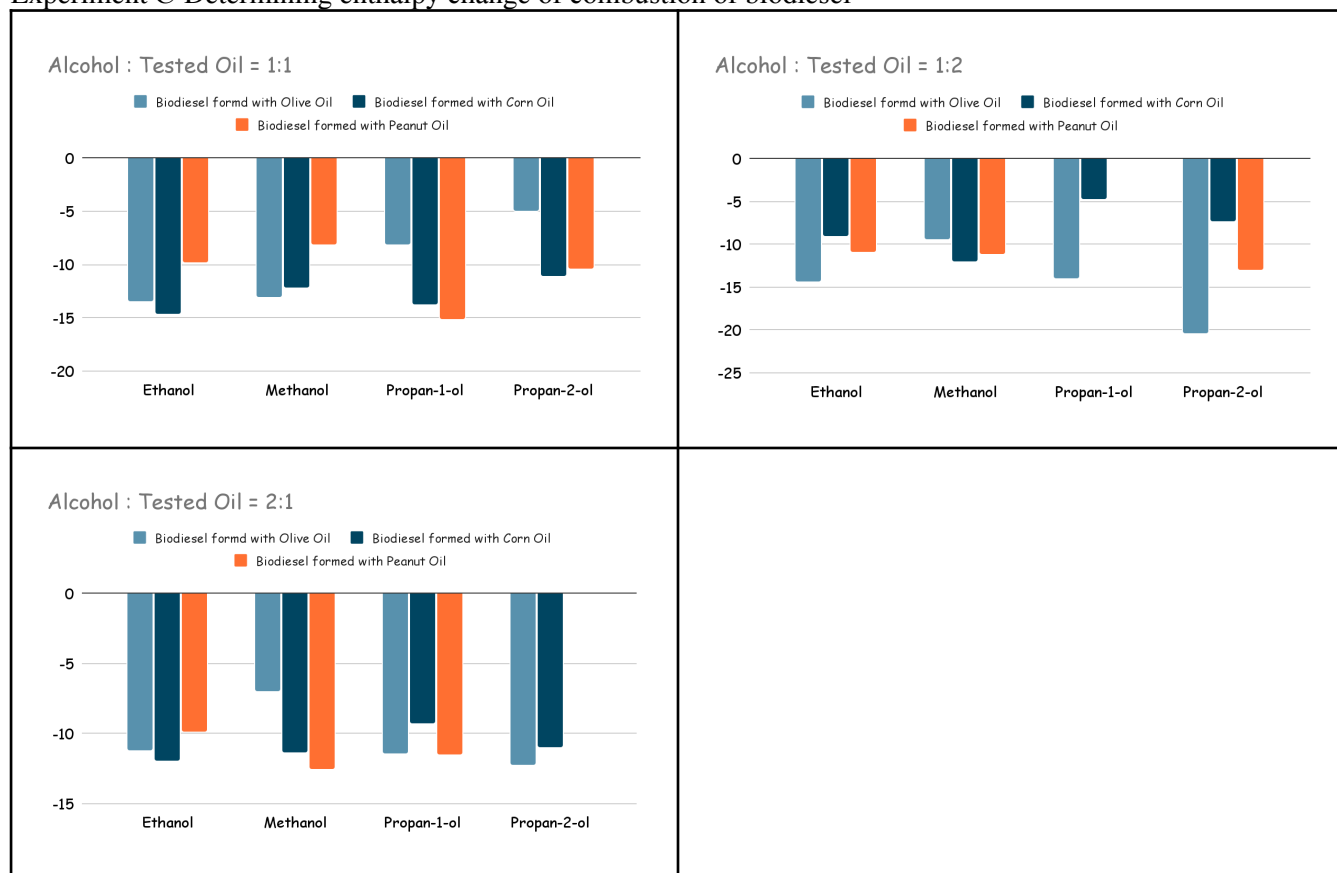 Experiment C Determining enthalpy change of combustion of biodiesel
Alcohol : Tested Oil = 1:1
Biodiesel formd with Olive Oil Biodiesel formed with Corn Oil
Biodiesel formed with Peanut Oil
0
-5
-10
-15
-20
Ethanol Methanol Propan-1-ol Propan-2-ol
Alcohol : Tested Oil = 1:2
Biodiesel formd with Olive Oil Biodiesel formed with Corn Oil
Biodiesel formed with Peanut Oil
0
-5
-10
-15
-20
-25
Ethanol Methanol Propan-1-ol Propan-2-ol
Alcohol : Tested Oil = 2:1
Biodiesel formd with Olive Oil Biodiesel formed with Corn Oil
Biodiesel formed with Peanut Oil
0
-5
-10
-15
Ethanol Methanol Propan-1-ol Propan-2-ol